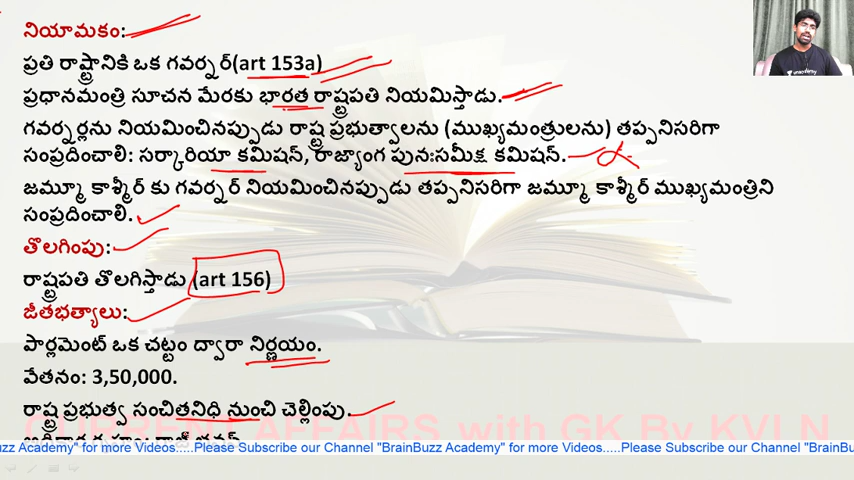 నియామకం:
ప్రతి రాష్ట్రానికి ఒక గవర్నర్(art 153a)
ప్రధానమంత్రి సూచన మేరకు భారత రాష్ట్రపతి నియమిస్తాడు.
గవర్నర్లను నియమించినప్పుడు రాష్ట్ర ప్రభుత్వాలను (ముఖ్యమంత్రులను) తప్పనిసరిగా
సంప్రదించాలి: సర్కారియా కమిషన్, రాజ్యాంగ పునఃసమీక్ష కమిషన్.
జమ్మూ కాశ్మీర్ కు గవర్నర్ నియమించినప్పుడు తప్పనిసరిగా జమ్మూ కాశ్మీర్ ముఖ్యమంత్రిని
సంప్రదించాలి.
తొలగింపు:
రాష్ట్రపతి తొలగిస్తాడు (art 156)
జీతభత్యాలు:
పార్లమెంట్ ఒక చట్టం ద్వారా నిర్ణయం.
వేతనం: 3,50,000.
రాష్ట్ర ప్రభుత్వ సంచితనిధి నుంచి చెల్లింపు.
CURRENT AFFAIRS with GK By KVLN
uzz Academy" for more Videos.....Please Subscribe our Channel "BrainBuzz Academy" for more Videos.....Please Subscribe our Channel "BrainBu
unacademy